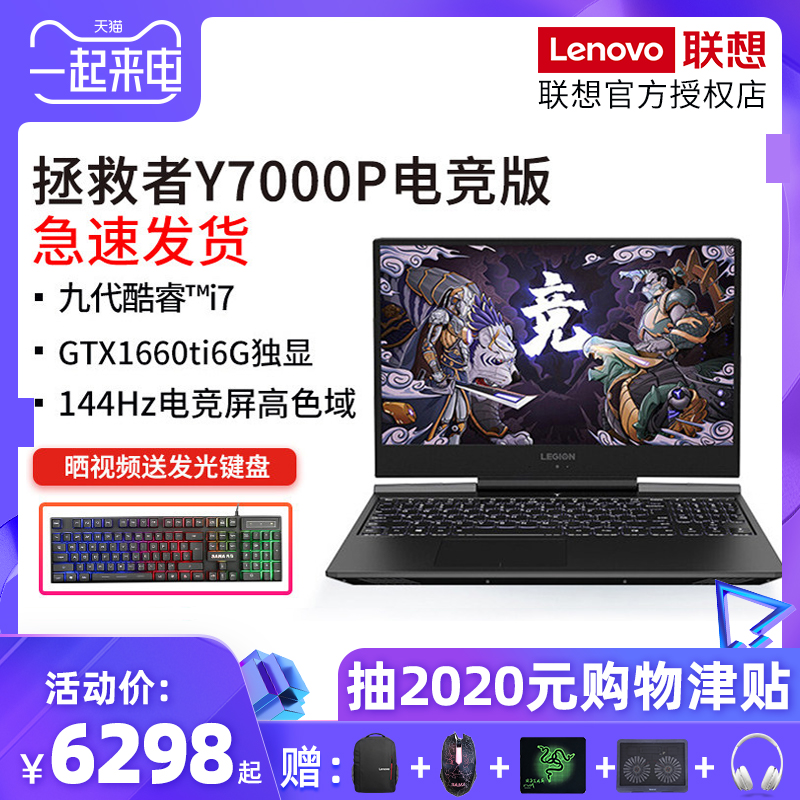 天猫
一起来电
Lenovo 联想
联想官方授权店
拯救者Y7000P电竞版
急速发货
▪ 九代酷睿™i7
▪ GTX1660ti6G独显
▪ 144Hz电竞屏高色域
竞
LEGION
晒视频送发光键盘
抽2020元购物津贴
活动价：
¥6298起
赠： + + + +
Lenovo